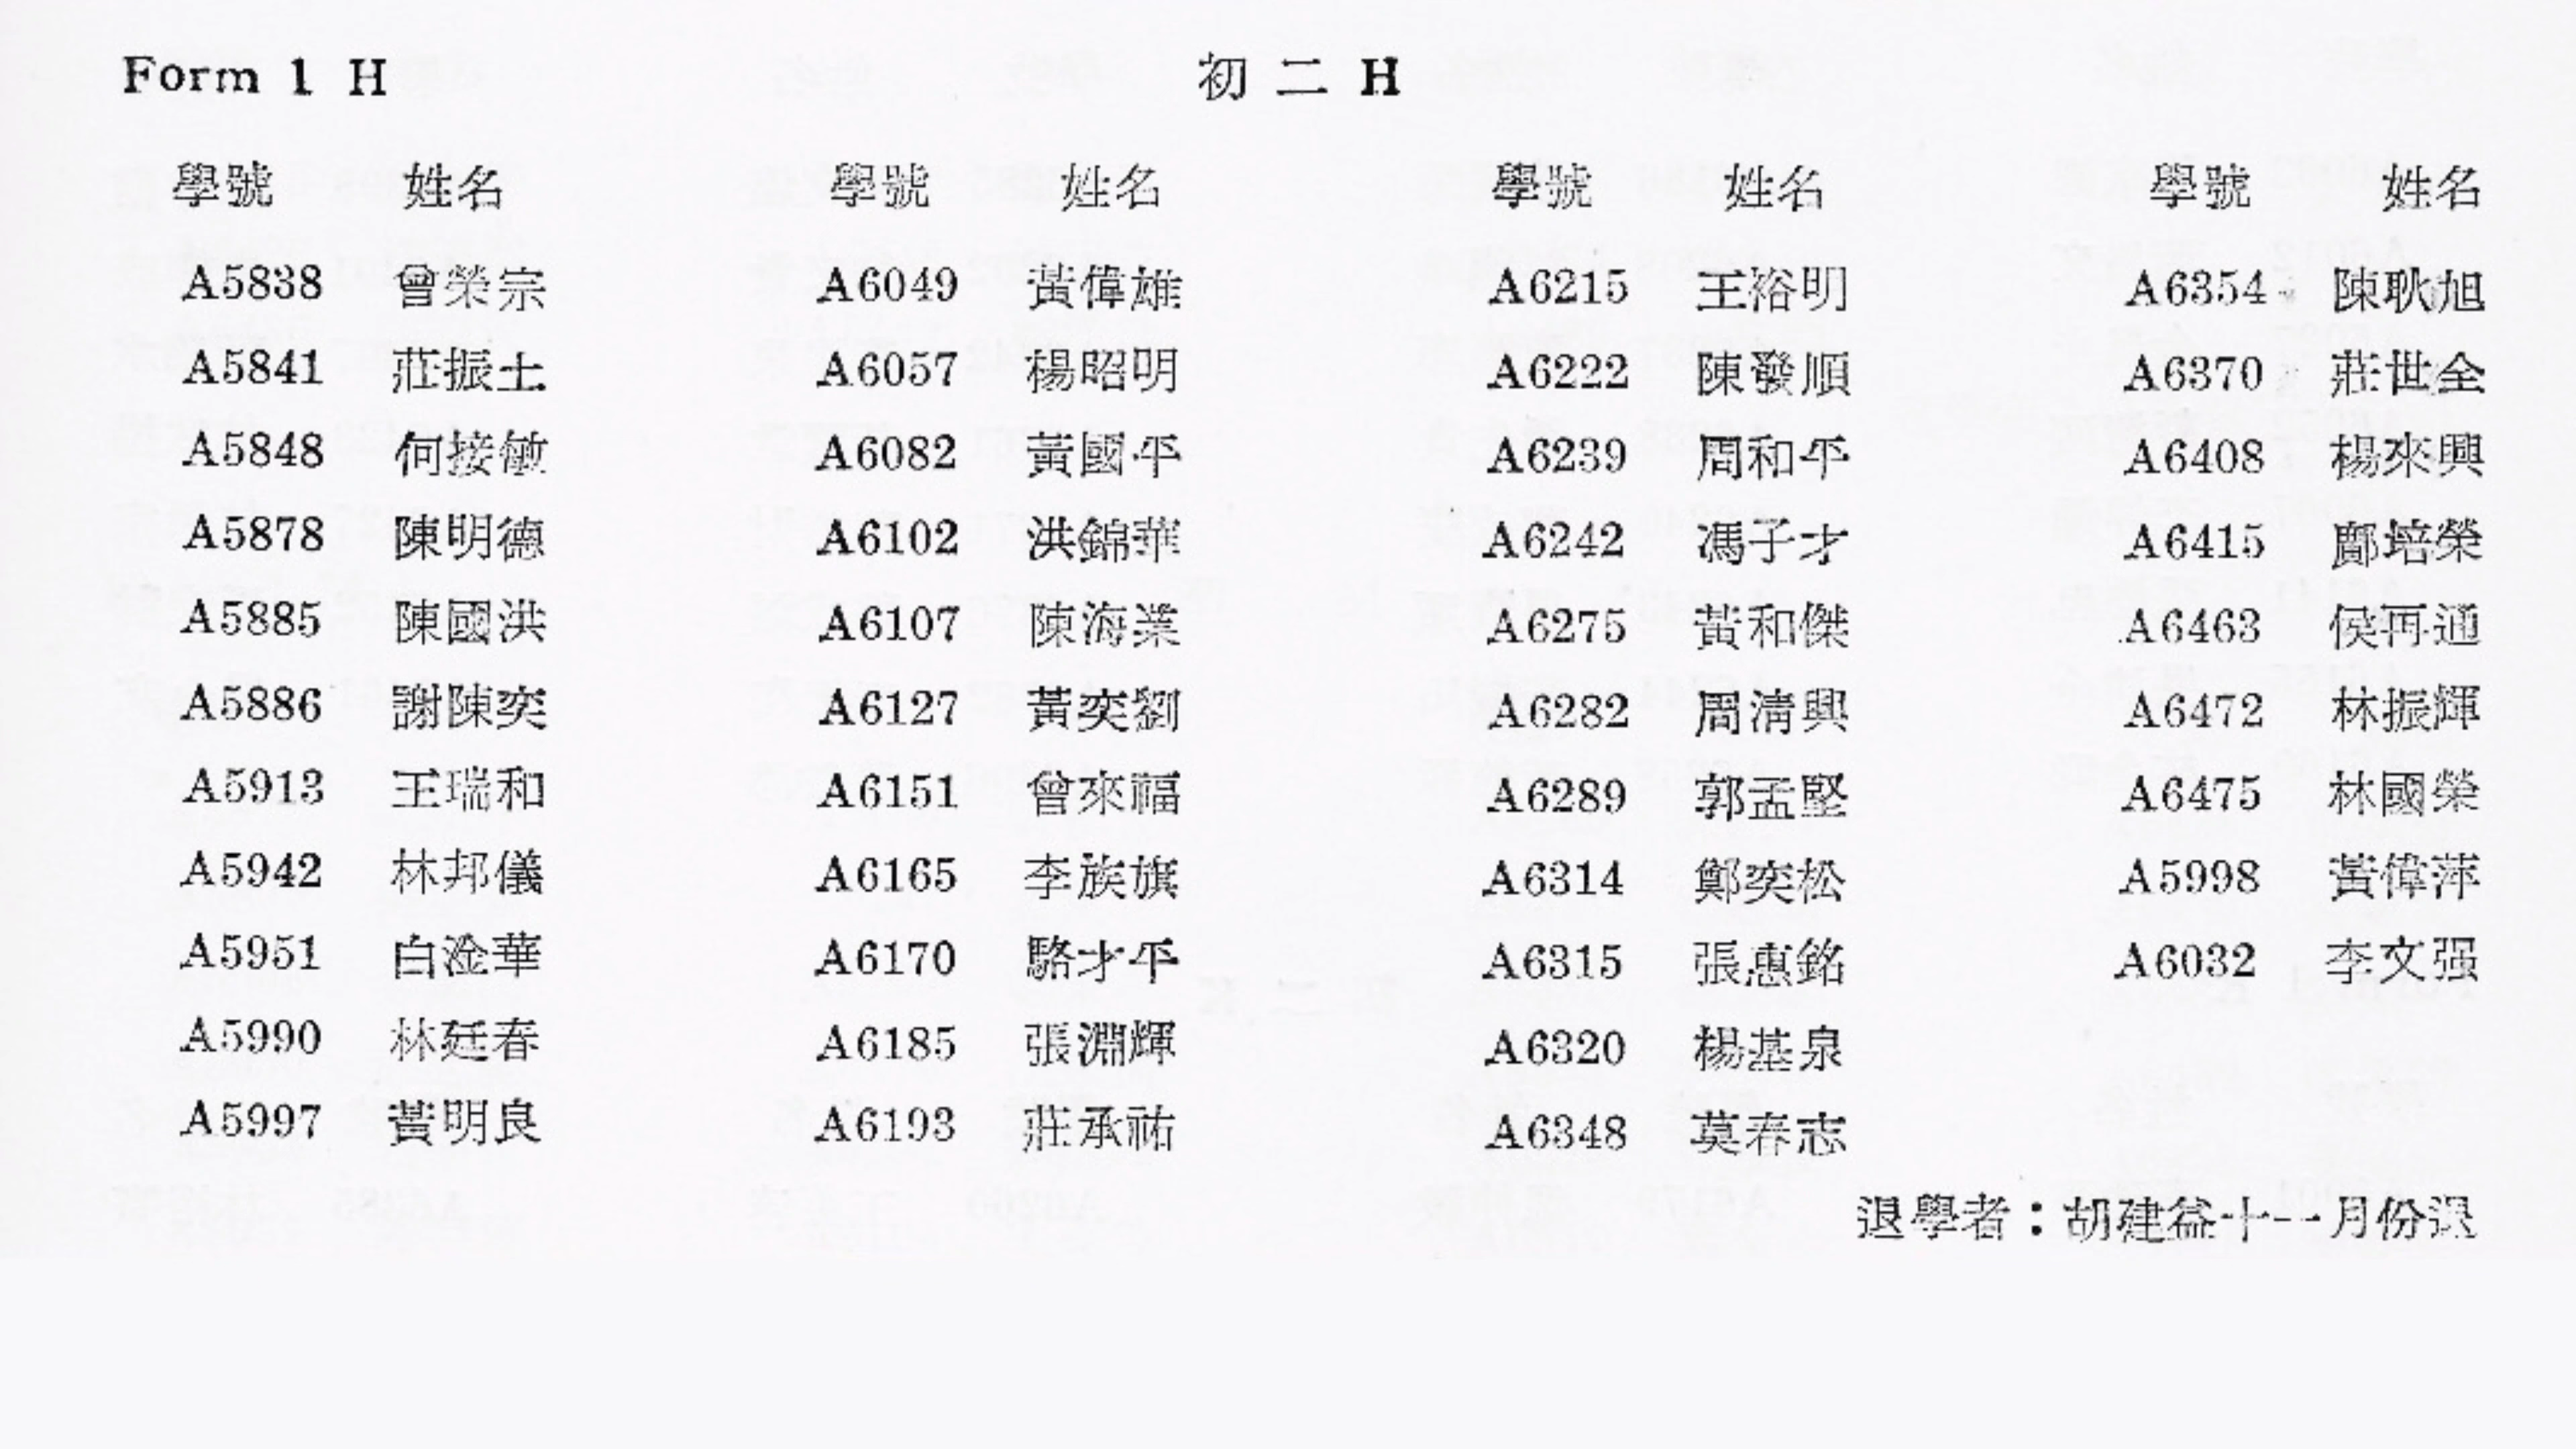 Form 1 H 初二H
學號 姓名 學號 姓名 學號 姓名 學號 姓名
A5838 曾榮宗 A6049 黃偉雄 A6215 王裕明 A6354 陳耿旭
A5841 莊振土 A6057 楊昭明 A6222 陳發順 A6370 莊世全
A5848 何接敏 A6082 黃國平 A6239 周和平 A6408 楊來興
A5878 陳明德 A6102 洪錦華 A6242 馮子才 A6415 鄺培榮
A5885 陳國洪 A6107 陳海業 A6275 黃和傑 A6463 侯再通
A5886 謝陳奕 A6127 黃奕劉 A6282 周清興 A6472 林振輝
A5913 王瑞和 A6151 曾來福 A6289 郭孟堅 A6475 林國榮
A5942 林邦儀 A6165 李族旗 A6314 鄭奕松 A5998 黃偉萍
A5951 白淦華 A6170 駱才平 A6315 張惠銘 A6032 李文强
A5990 林廷春 A6185 張淵輝 A6320 楊基泉
A5997 黃明良 A6193 莊承祐 A6348 莫春志
退學者：胡建益十一月份退